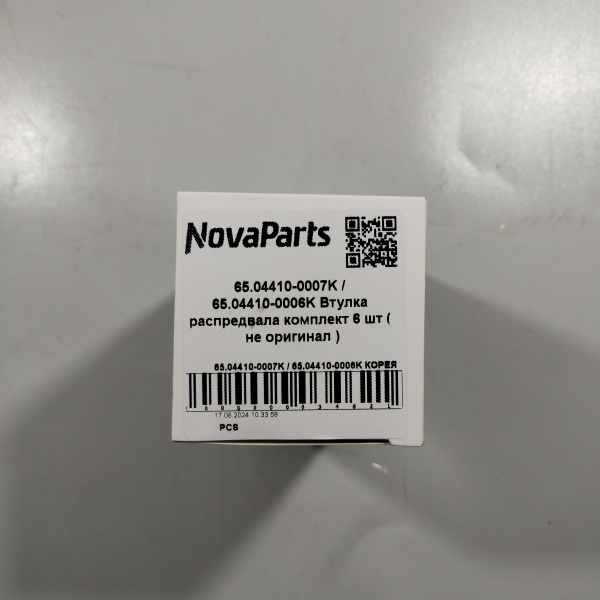 NovaParts
65.04410-0007K /
65.04410-0006K Втулка
распредвала комплект 6 шт (
не оригинал )
65.04410-0007K / 65.04410-0006K КОРЕЯ
17.06.2024 10:33:59
PCS